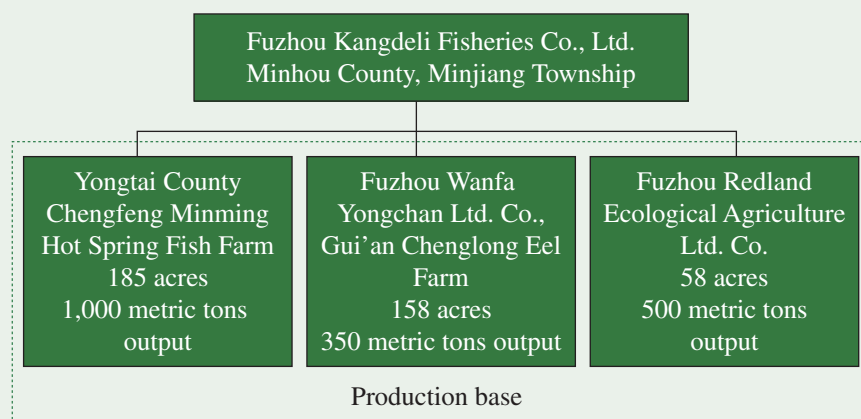 Fuzhou Kangdeli Fisheries Co., Ltd.
Minhou County, Minjiang Township
Yongtai County
Chengfeng Minming
Hot Spring Fish Farm
185 acres
1,000 metric tons
output
Fuzhou Wanfa
Yongchan Ltd. Co.,
Gui’an Chenglong Eel
Farm
158 acres
350 metric tons output
Fuzhou Redland
Ecological Agriculture
Ltd. Co.
58 acres
500 metric tons
output
Production base